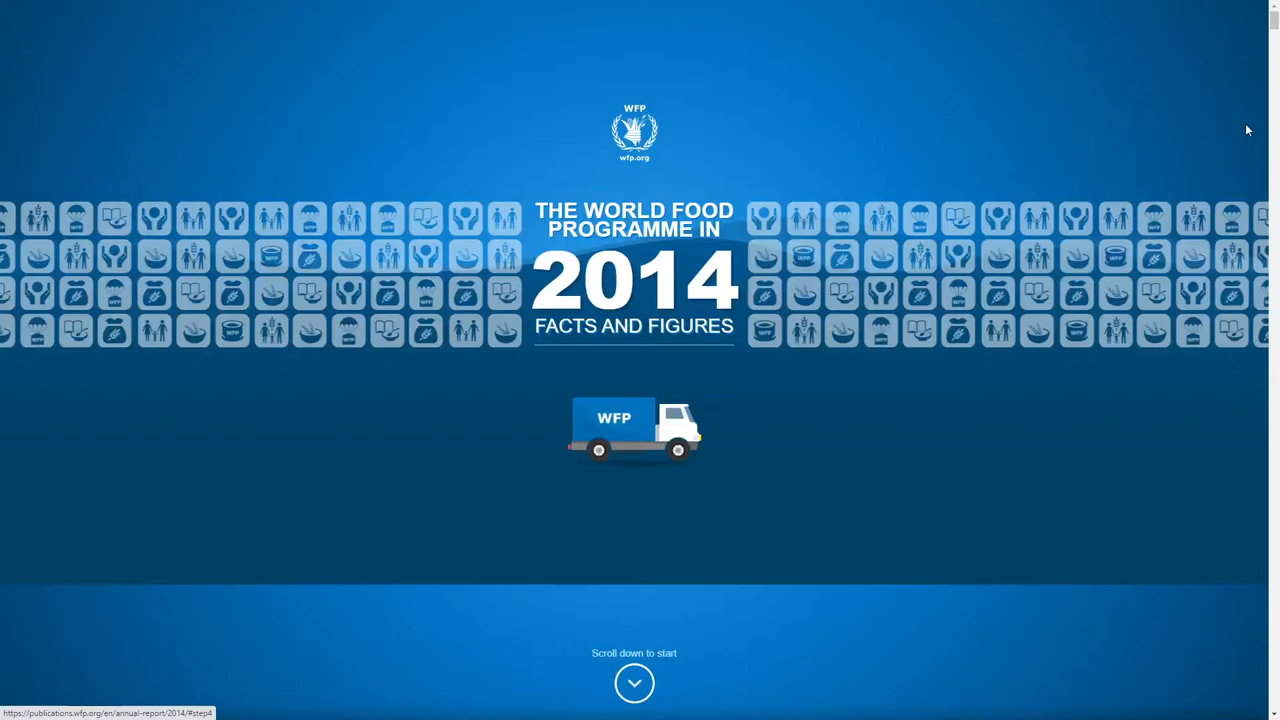 WFP
wfp.org
THE WORLD FOOD
PROGRAMME IN
2014
FACTS AND FIGURES
WFP
Scroll down to start
https://publications.wfp.org/en/annual-report/2014/#step4